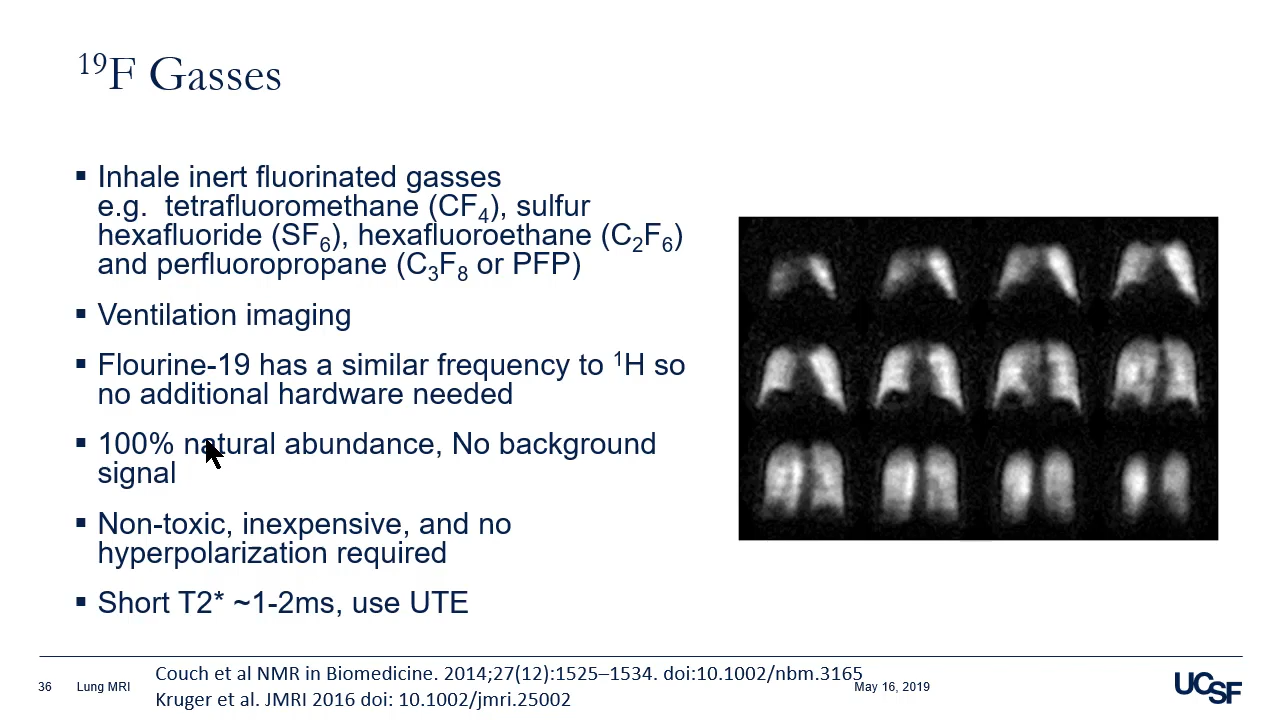 ¹⁹F Gasses
▪ Inhale inert fluorinated gasses
e.g. tetrafluoromethane (CF₄), sulfur
hexafluoride (SF₆), hexafluoroethane (C₂F₆)
and perfluoropropane (C₃F₈ or PFP)
▪ Ventilation imaging
▪ Flourine-19 has a similar frequency to ¹H so
no additional hardware needed
▪ 100% natural abundance, No background
signal
▪ Non-toxic, inexpensive, and no
hyperpolarization required
▪ Short T2* ~1-2ms, use UTE
Couch et al NMR in Biomedicine. 2014;27(12):1525–1534. doi:10.1002/nbm.3165
36 Lung MRI May 16, 2019
Kruger et al. JMRI 2016 doi: 10.1002/jmri.25002
UCSF